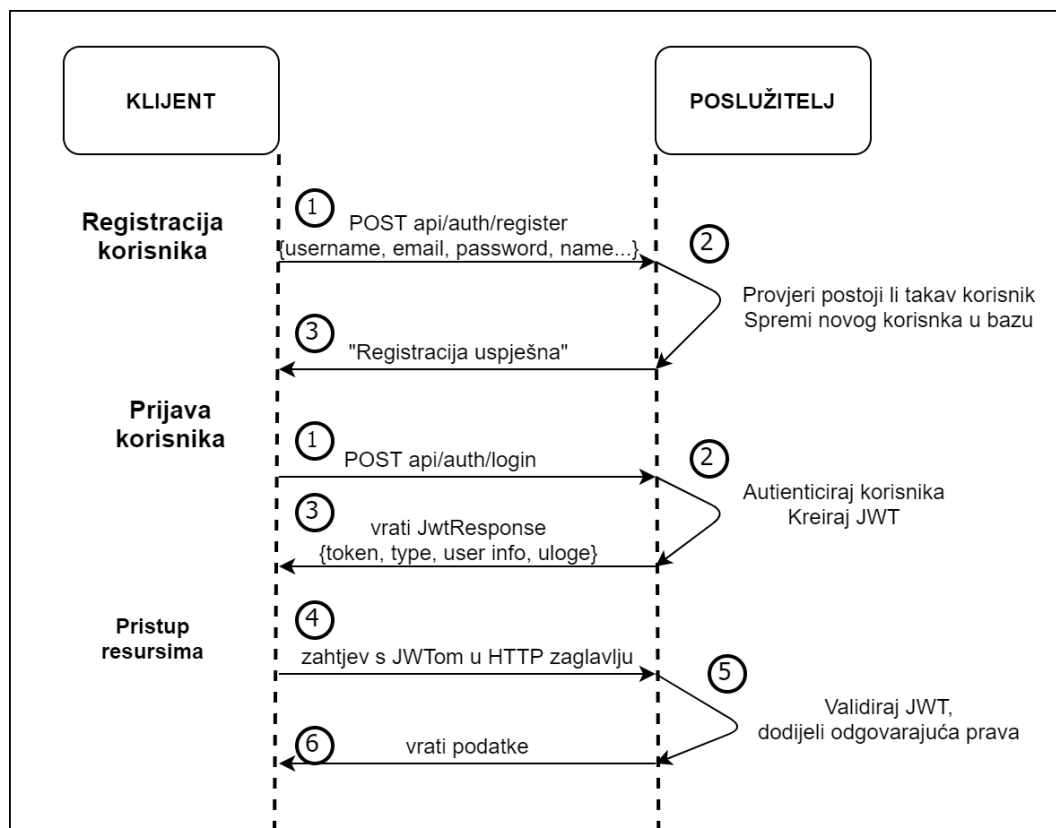 KLIJENT
POSLUŽITELJ
Registracija
korisnika
1
POST api/auth/register
{username, email, password, name...}
2
Provjeri postoji li takav korisnik
Spremi novog korisnka u bazu
3
"Registracija uspješna"
Prijava
korisnika
1
POST api/auth/login
2
Autienticiraj korisnika
Kreiraj JWT
3
vrati JwtResponse
{token, type, user info, uloge}
Pristup
resursima
4
zahtjev s JWTom u HTTP zaglavlju
5
Validiraj JWT,
dodijeli odgovarajuća prava
6
vrati podatke